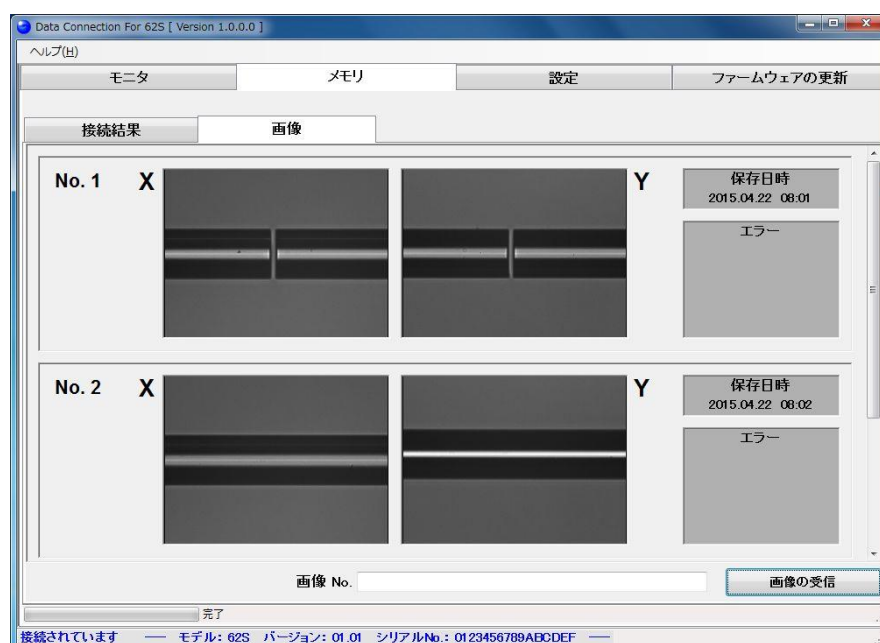 Data Connection For 62S [ Version 1.0.0.0 ]
ヘルプ(H)
モニタ メモリ 設定 ファームウェアの更新
接続結果 画像
No. 1 X Y 保存日時
2015.04.22 08:01
エラー
No. 2 X Y 保存日時
2015.04.22 08:02
エラー
画像 No. 画像の受信
完了
接続されています — モデル: 62S バージョン: 01.01 シリアルNo.: 0123456789ABCDEF —